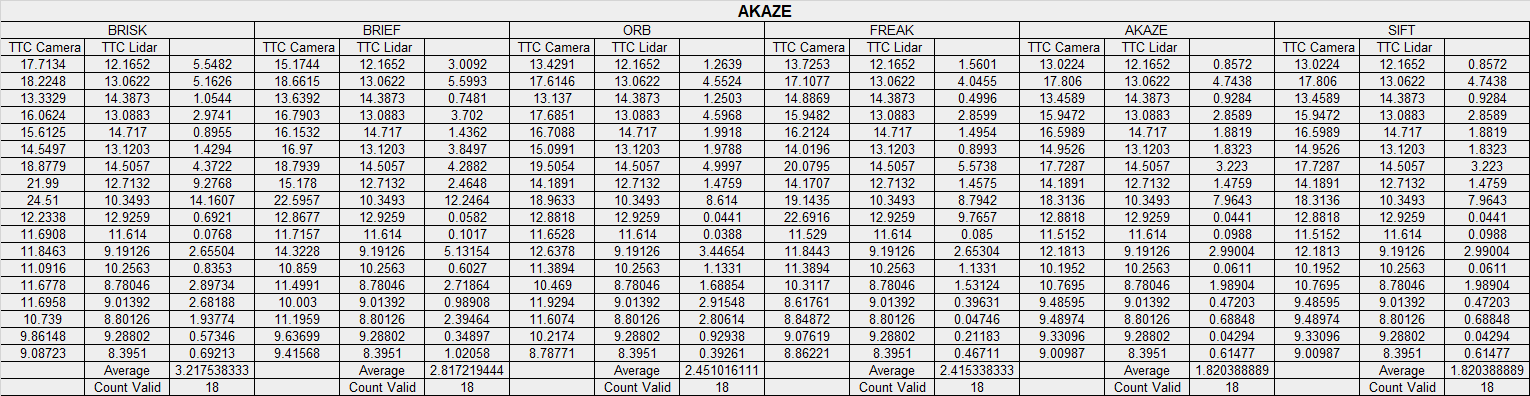 AKAZE
BRISK BRIEF ORB FREAK AKAZE SIFT
TTC Camera TTC Lidar TTC Camera TTC Lidar TTC Camera TTC Lidar TTC Camera TTC Lidar TTC Camera TTC Lidar TTC Camera TTC Lidar
17.7134 12.1652 5.5482 15.1744 12.1652 3.0092 13.4291 12.1652 1.2639 13.7253 12.1652 1.5601 13.0224 12.1652 0.8572 13.0224 12.1652 0.8572
18.2248 13.0622 5.1626 18.6615 13.0622 5.5993 17.6146 13.0622 4.5524 17.1077 13.0622 4.0455 17.806 13.0622 4.7438 17.806 13.0622 4.7438
13.3329 14.3873 1.0544 13.6392 14.3873 0.7481 13.137 14.3873 1.2503 14.8869 14.3873 0.4996 13.4589 14.3873 0.9284 13.4589 14.3873 0.9284
16.0624 13.0883 2.9741 16.7903 13.0883 3.702 17.6851 13.0883 4.5968 15.9482 13.0883 2.8599 15.9472 13.0883 2.8589 15.9472 13.0883 2.8589
15.6125 14.717 0.8955 16.1532 14.717 1.4362 16.7088 14.717 1.9918 16.2124 14.717 1.4954 16.5989 14.717 1.8819 16.5989 14.717 1.8819
14.5497 13.1203 1.4294 16.97 13.1203 3.8497 15.0991 13.1203 1.9788 14.0196 13.1203 0.8993 14.9526 13.1203 1.8323 14.9526 13.1203 1.8323
18.8779 14.5057 4.3722 18.7939 14.5057 4.2882 19.5054 14.5057 4.9997 20.0795 14.5057 5.5738 17.7287 14.5057 3.223 17.7287 14.5057 3.223
21.99 12.7132 9.2768 15.178 12.7132 2.4648 14.1891 12.7132 1.4759 14.1707 12.7132 1.4575 14.1891 12.7132 1.4759 14.1891 12.7132 1.4759
24.51 10.3493 14.1607 22.5957 10.3493 12.2464 18.9633 10.3493 8.614 19.1435 10.3493 8.7942 18.3136 10.3493 7.9643 18.3136 10.3493 7.9643
12.2338 12.9259 0.6921 12.8677 12.9259 0.0582 12.8818 12.9259 0.0441 22.6916 12.9259 9.7657 12.8818 12.9259 0.0441 12.8818 12.9259 0.0441
11.6908 11.614 0.0768 11.7157 11.614 0.1017 11.6528 11.614 0.0388 11.529 11.614 0.085 11.5152 11.614 0.0988 11.5152 11.614 0.0988
11.8463 9.19126 2.65504 14.3228 9.19126 5.13154 12.6378 9.19126 3.44654 11.8443 9.19126 2.65304 12.1813 9.19126 2.99004 12.1813 9.19126 2.99004
11.0916 10.2563 0.8353 10.859 10.2563 0.6027 11.3894 10.2563 1.1331 11.3894 10.2563 1.1331 10.1952 10.2563 0.0611 10.1952 10.2563 0.0611
11.6778 8.78046 2.89734 11.4991 8.78046 2.71864 10.469 8.78046 1.68854 10.3117 8.78046 1.53124 10.7695 8.78046 1.98904 10.7695 8.78046 1.98904
11.6958 9.01392 2.68188 10.003 9.01392 0.98908 11.9294 9.01392 2.91548 8.61761 9.01392 0.39631 9.48595 9.01392 0.47203 9.48595 9.01392 0.47203
10.739 8.80126 1.93774 11.1959 8.80126 2.39464 11.6074 8.80126 2.80614 8.84872 8.80126 0.04746 9.48974 8.80126 0.68848 9.48974 8.80126 0.68848
9.86148 9.28802 0.57346 9.63699 9.28802 0.34897 10.2174 9.28802 0.92938 9.07619 9.28802 0.21183 9.33096 9.28802 0.04294 9.33096 9.28802 0.04294
9.08723 8.3951 0.69213 9.41568 8.3951 1.02058 8.78771 8.3951 0.39261 8.86221 8.3951 0.46711 9.00987 8.3951 0.61477 9.00987 8.3951 0.61477
Average 3.217538333 Average 2.817219444 Average 2.451016111 Average 2.415338333 Average 1.820388889 Average 1.820388889
Count Valid 18 Count Valid 18 Count Valid 18 Count Valid 18 Count Valid 18 Count Valid 18